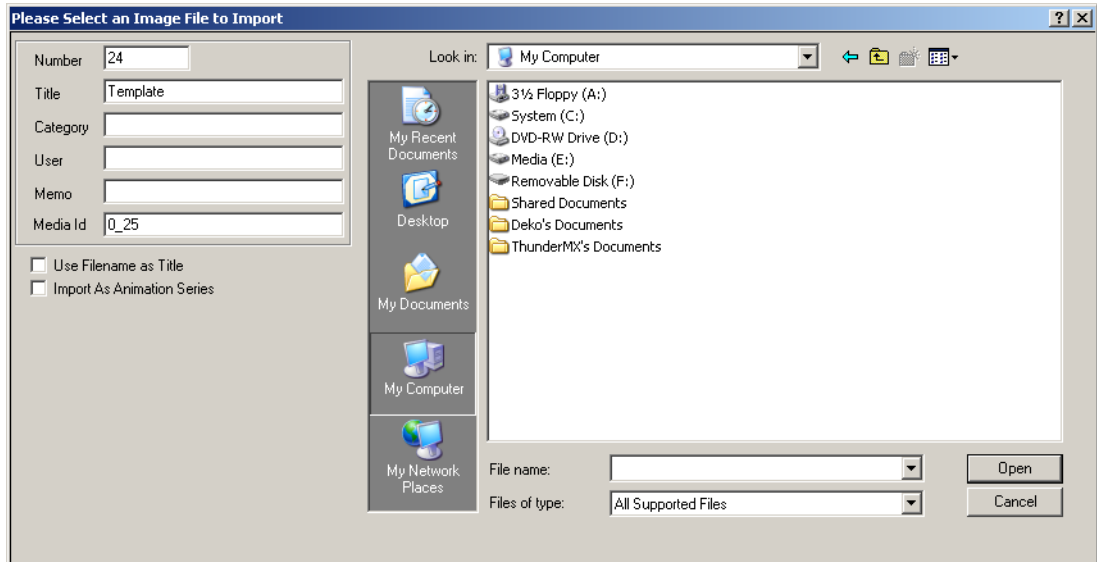 Please Select an Image File to Import
Number 24
Title Template
Category
User
Memo
Media Id 0_25
Use Filename as Title
Import As Animation Series
Look in: My Computer
My Recent
Documents
Desktop
My Documents
My Computer
My Network
Places
3½ Floppy (A:)
System (C:)
DVD-RW Drive (D:)
Media (E:)
Removable Disk (F:)
Shared Documents
Deko's Documents
ThunderMX's Documents
File name:
Open
Files of type: All Supported Files
Cancel